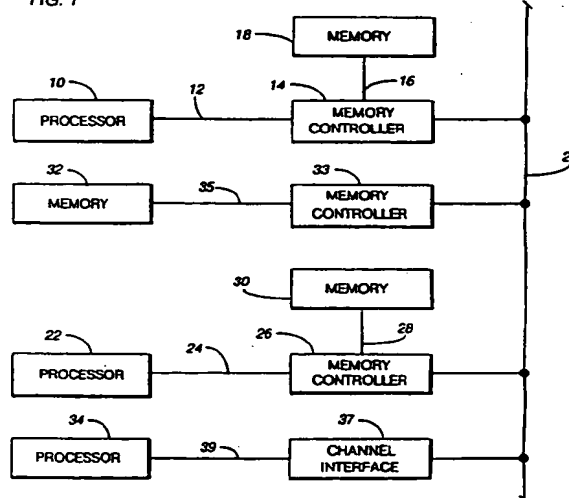 FIG. 1
18
MEMORY
10
12
14
16
PROCESSOR
MEMORY
CONTROLLER
32
35
33
MEMORY
MEMORY
CONTROLLER
30
MEMORY
22
24
26
28
PROCESSOR
MEMORY
CONTROLLER
34
39
37
PROCESSOR
CHANNEL
INTERFACE